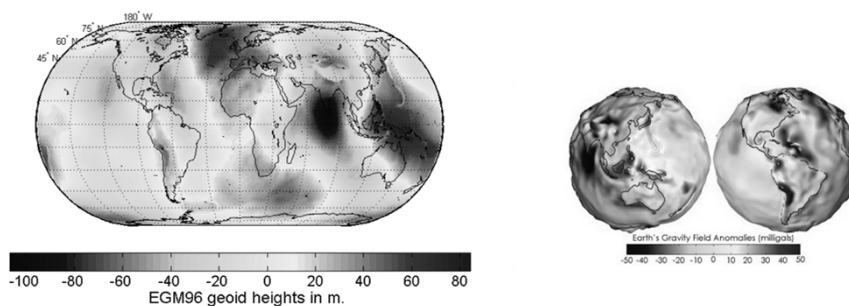 180° W
75° N
60° N
45° N
-100 -80 -60 -40 -20 0 20 40 60 80
EGM96 geoid heights in m.
Earth's Gravity Field Anomalies (milligals)
-50 -40 -30 -20 -10 0 10 20 30 40 50